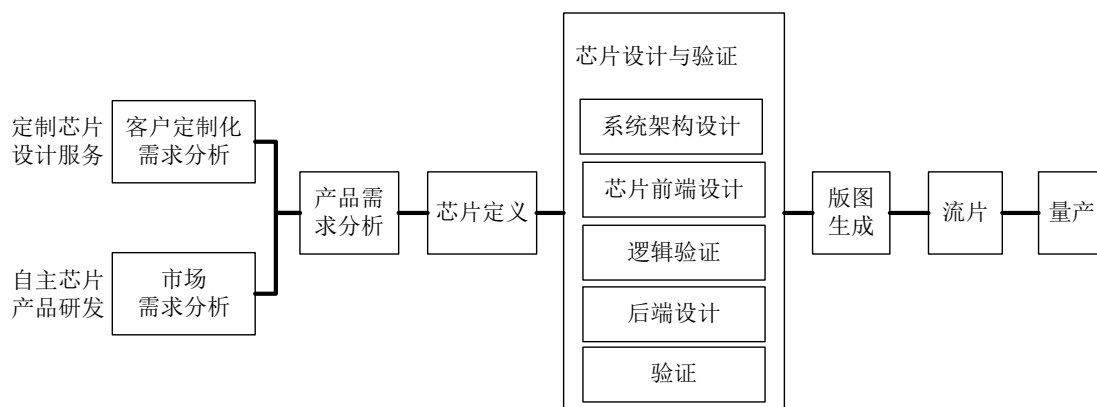 定制芯片
设计服务
客户定制化
需求分析
自主芯片
产品研发
市场
需求分析
产品需
求分析
芯片定义
芯片设计与验证
系统架构设计
芯片前端设计
逻辑验证
后端设计
验证
版图
生成
流片
量产